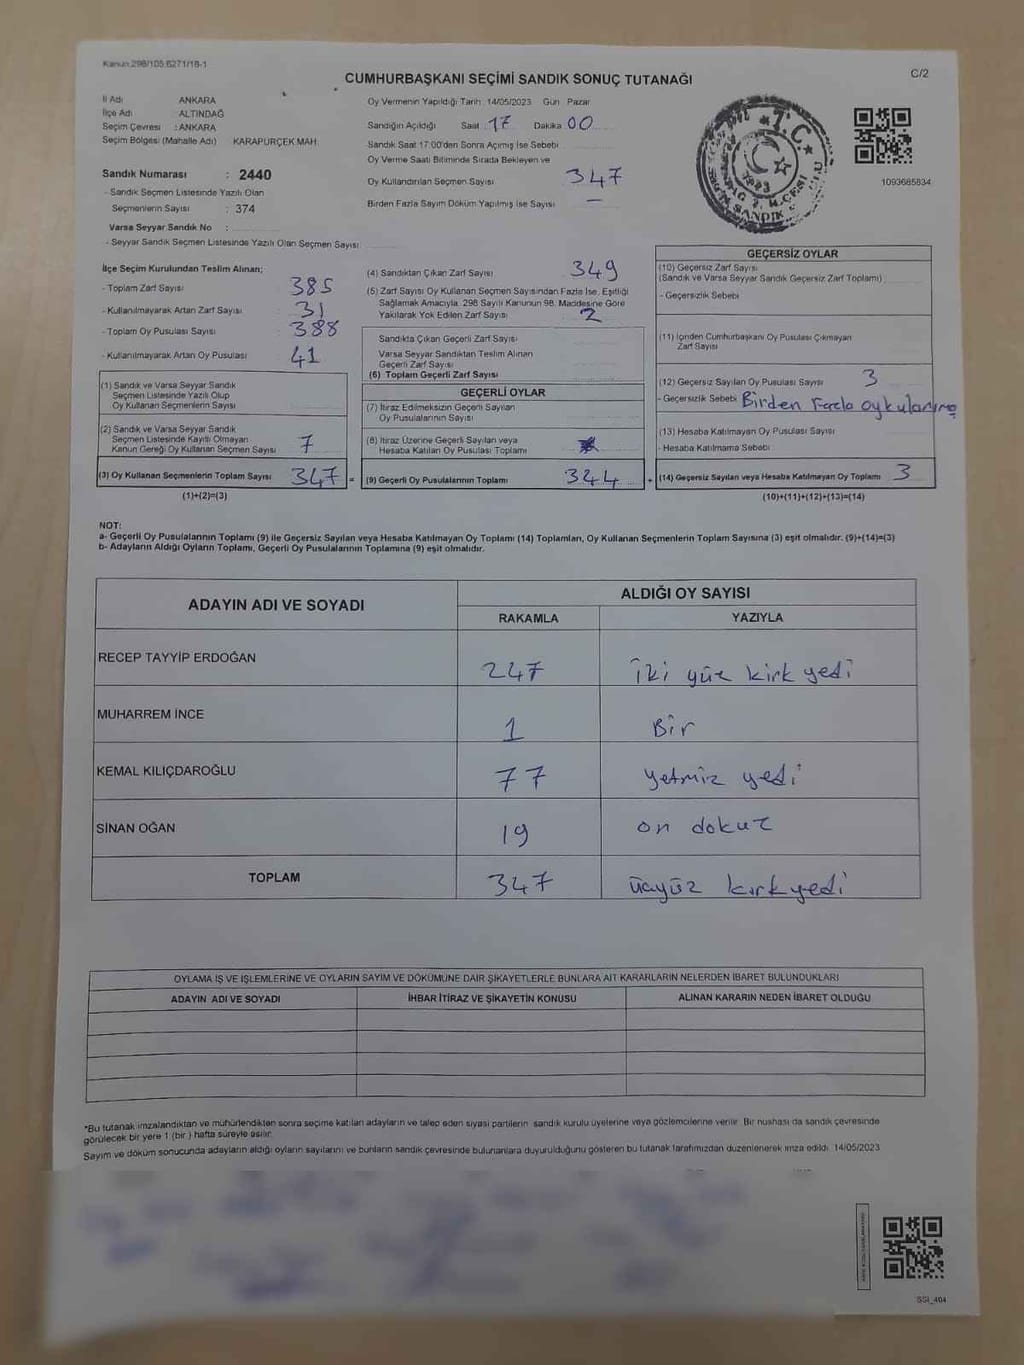 Kanun:298/105,6271/18-1
CUMHURBAŞKANI SEÇİMİ SANDIK SONUÇ TUTANAĞI
C/2
İl Adı ANKARA
İlçe Adı ALTINDAĞ
Seçim Çevresi : ANKARA
Seçim Bölgesi (Mahalle Adı) KARAPÜRÇEK MAH.
Sandık Numarası : 2440
- Sandık Seçmen Listesinde Yazılı Olan
Seçmenlerin Sayısı : 374
Varsa Seyyar Sandık No :
- Seyyar Sandık Seçmen Listesinde Yazılı Olan Seçmen Sayısı
Oy Vermenin Yapıldığı Tarih 14/05/2023 Gün Pazar
Sandığın Açıldığı Saat 17 Dakika 00
Sandık Saat 17:00'den Sonra Açımış İse Sebebi
Oy Verme Saati Bitiminde Sırada Bekleyen ve
Oy Kullandırılan Seçmen Sayısı 347
Birden Fazla Sayım Döküm Yapılmış İse Sayısı –
T.C.
SANDIK
1093685834
İlçe Seçim Kurulundan Teslim Alınan;
- Toplam Zarf Sayısı 385
- Kullanılmayarak Artan Zarf Sayısı 31
- Toplam Oy Pusulası Sayısı 388
- Kullanılmayarak Artan Oy Pusulası 41
(1) Sandık ve Varsa Seyyar Sandık
Seçmen Listesinde Yazılı Olup
Oy Kullanan Seçmenlerin Sayısı
(2) Sandık ve Varsa Seyyar Sandık
Seçmen Listesinde Kayıtlı Olmayan
Kanun Gereği Oy Kullanan Seçmen Sayısı 7
(3) Oy Kullanan Seçmenlerin Toplam Sayısı 347 =
(1)+(2)=(3)
(4) Sandıktan Çıkan Zarf Sayısı 349
(5) Zarf Sayısı Oy Kullanan Seçmen Sayısından Fazla İse, Eşitliği
Sağlamak Amacıyla, 298 Sayılı Kanunun 98. Maddesine Göre
Yakılarak Yok Edilen Zarf Sayısı 2
Sandıkta Çıkan Geçerli Zarf Sayısı
Varsa Seyyar Sandıktan Teslim Alınan
Geçerli Zarf Sayısı
(6) Toplam Geçerli Zarf Sayısı
GEÇERLİ OYLAR
(7) İtiraz Edilmeksizin Geçerli Sayılan
Oy Pusulalarının Sayısı
(8) İtiraz Üzerine Geçerli Sayılan veya
Hesaba Katılan Oy Pusulası Toplamı
(9) Geçerli Oy Pusulalarının Toplamı 344 +
GEÇERSİZ OYLAR
(10) Geçersiz Zarf Sayısı
(Sandık ve Varsa Seyyar Sandık Geçersiz Zarf Toplamı)
- Geçersizlik Sebebi
(11) İçinden Cumhurbaşkanı Oy Pusulası Çıkmayan
Zarf Sayısı
(12) Geçersiz Sayılan Oy Pusulası Sayısı 3
- Geçersizlik Sebebi Birden Fazla oykulanımı
(13) Hesaba Katılmayan Oy Pusulası Sayısı
- Hesaba Katılmama Sebebi
(14) Geçersiz Sayılan veya Hesaba Katılmayan Oy Toplamı 3
(10)+(11)+(12)+(13)=(14)
NOT:
a- Geçerli Oy Pusulalarının Toplamı (9) ile Geçersiz Sayılan veya Hesaba Katılmayan Oy Toplamı (14) Toplamları, Oy Kullanan Seçmenlerin Toplam Sayısına (3) eşit olmalıdır. (9)+(14)=(3)
b- Adayların Aldığı Oyların Toplamı, Geçerli Oy Pusulalarının Toplamına (9) eşit olmalıdır.
ADAYIN ADI VE SOYADI
ALDIĞI OY SAYISI
RAKAMLA YAZIYLA
RECEP TAYYİP ERDOĞAN 247 iki yüz kirk yedi
MUHARREM İNCE 1 Bir
KEMAL KILIÇDAROĞLU 77 yetmiz yedi
SİNAN OĞAN 19 on dokuz
TOPLAM 347 üçyüz kırkyedi
OYLAMA İŞ VE İŞLEMLERİNE VE OYLARIN SAYIM VE DÖKÜMÜNE DAİR ŞİKAYETLERLE BUNLARA AİT KARARLARIN NELERDEN İBARET BULUNDUKLARI
ADAYIN ADI VE SOYADI İHBAR İTİRAZ VE ŞİKAYETİN KONUSU ALINAN KARARIN NEDEN İBARET OLDUĞU
*Bu tutanak imzalandıktan ve mühürlendikten sonra seçime katılan adayların ve talep eden siyasi partilerin sandık kurulu üyelerine veya gözlemcilerine verilir. Bir nushası da sandık çevresinde
görülecek bir yere 1 (bir ) hafta süreyle asılır.
Sayım ve döküm sonucunda adayların aldığı oyların sayılarını ve bunların sandık çevresinde bulunanlara duyurulduğunu gösteren bu tutanak tarafımızdan düzenlenerek imza edildi. 14/05/2023
SSI_404